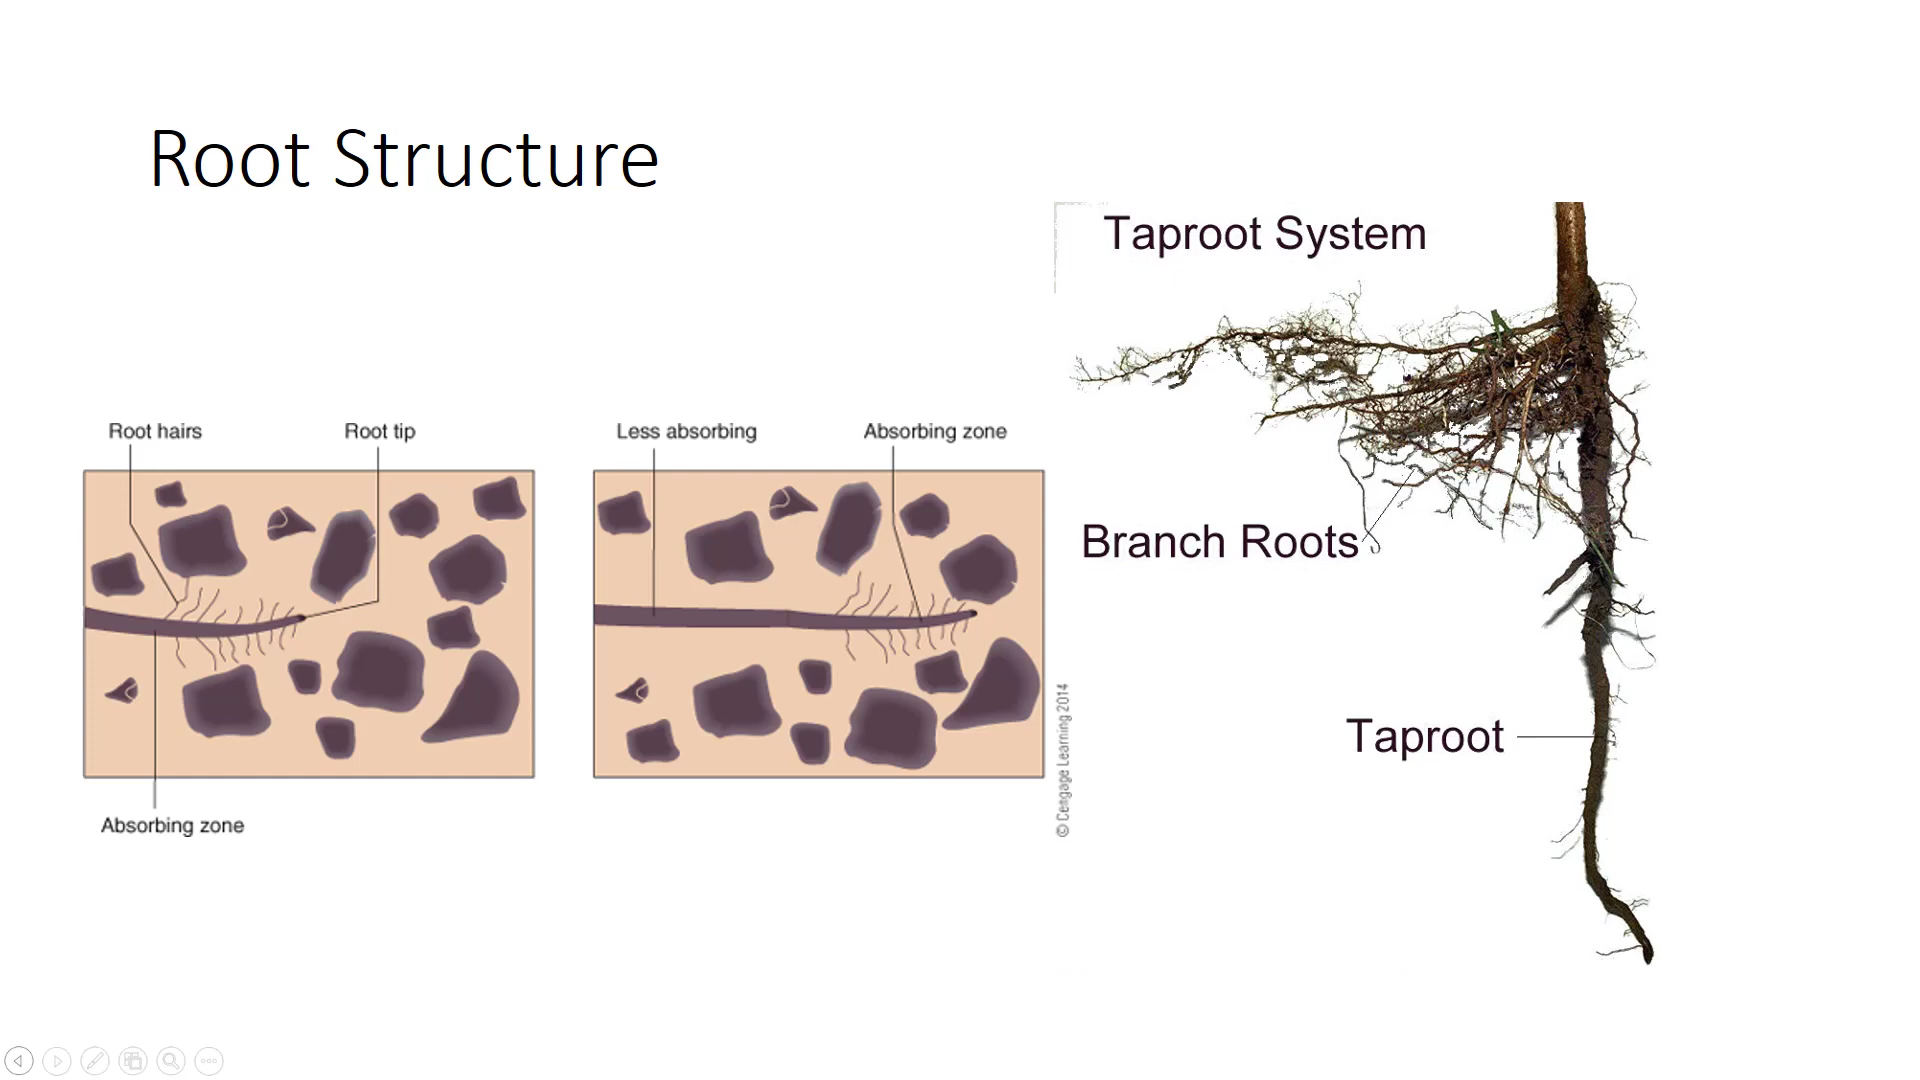 Root Structure
Root hairs
Root tip
Absorbing zone
Less absorbing
Absorbing zone
© Cengage Learning 2014
Taproot System
Branch Roots
Taproot